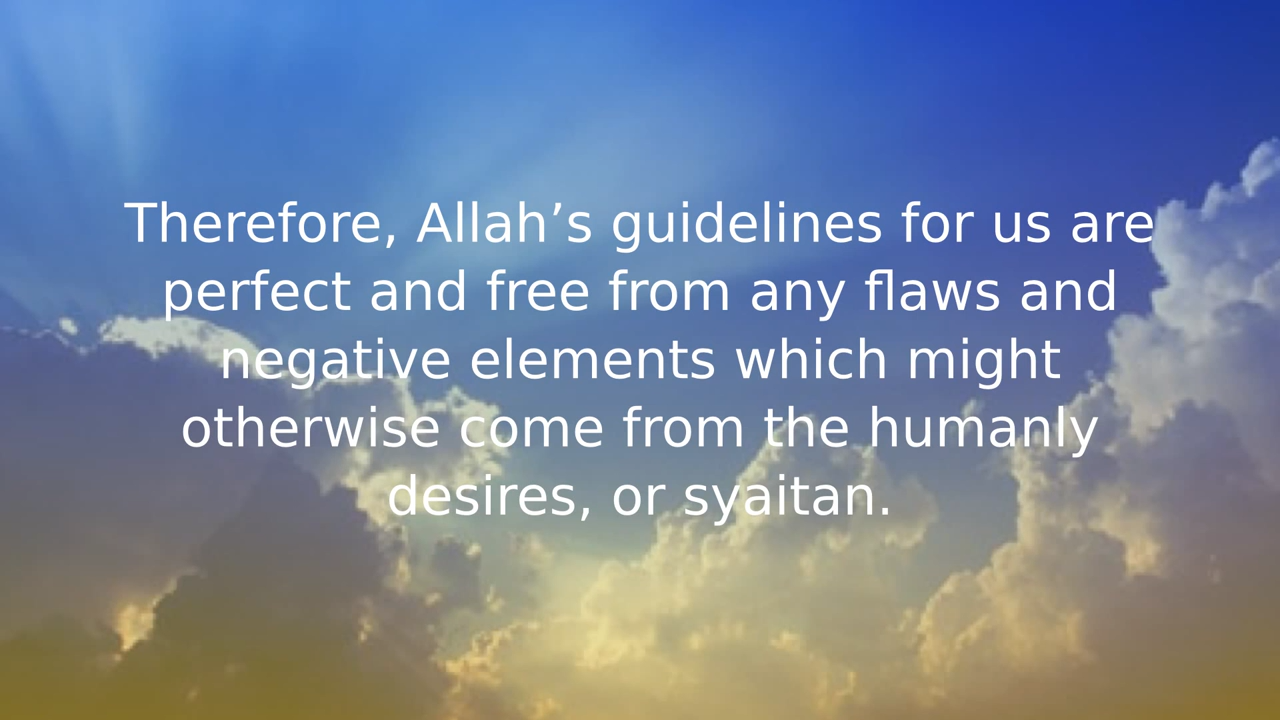 Therefore, Allah’s guidelines for us are
perfect and free from any flaws and
negative elements which might
otherwise come from the humanly
desires, or syaitan.